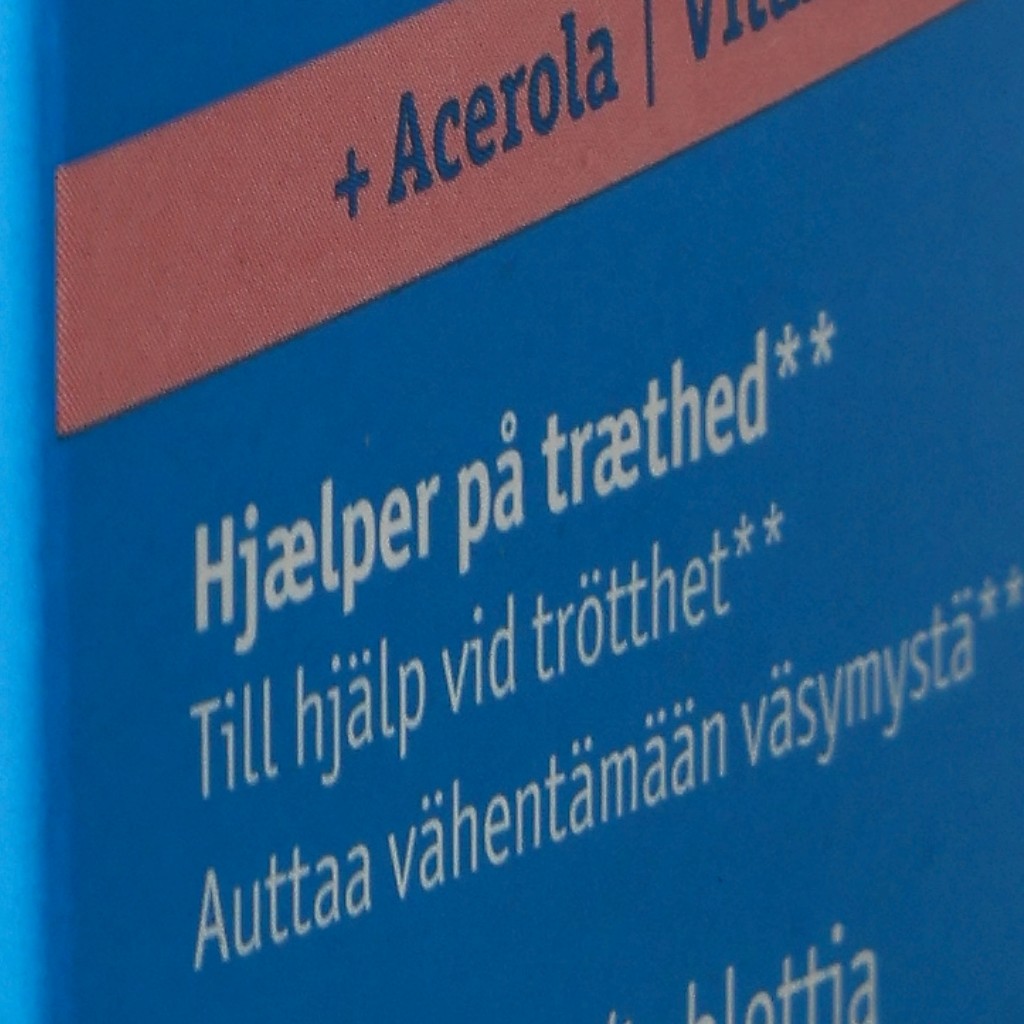 + Acerola |
Hjælper på træthed**
Till hjälp vid trötthet**
Auttaa vähentämään väsymystä**